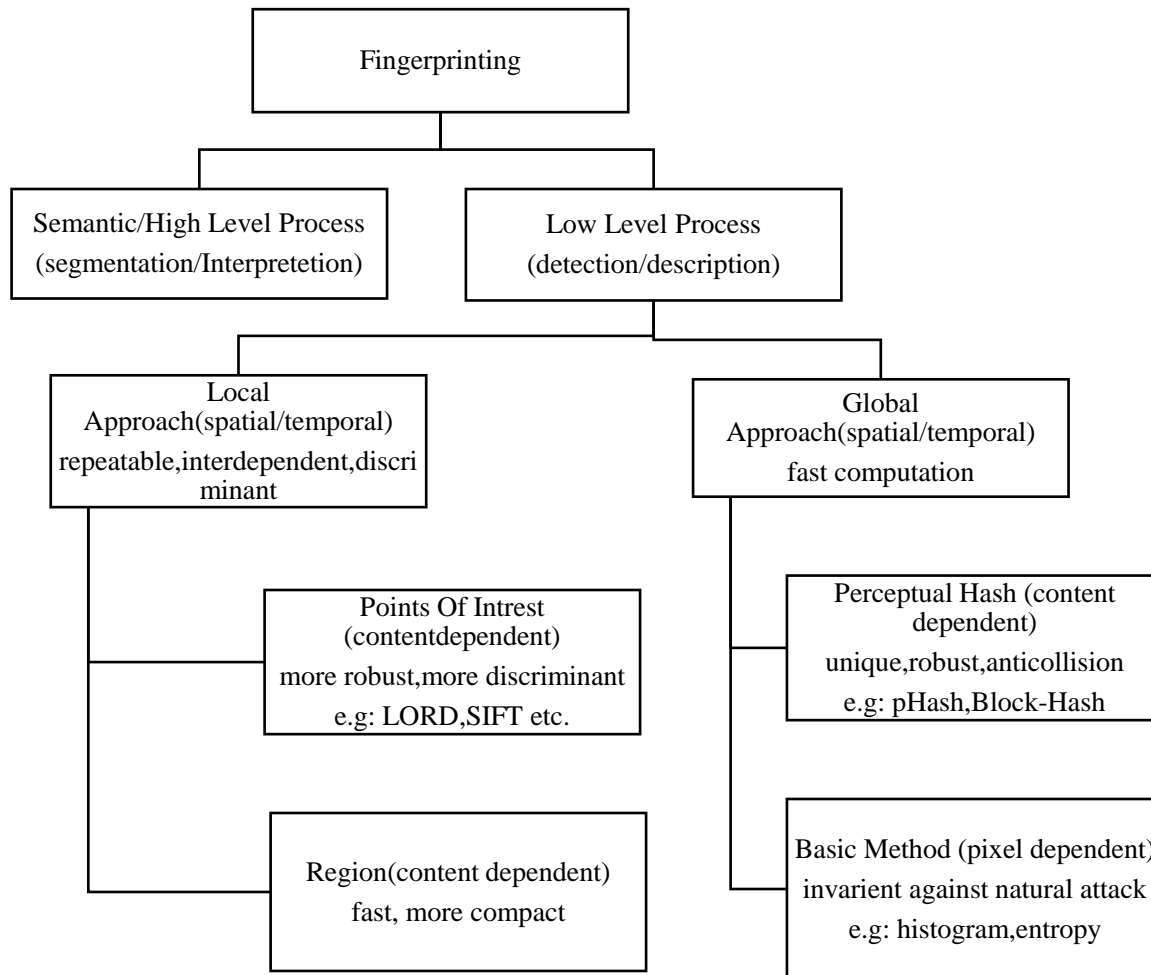 Fingerprinting
Semantic/High Level Process
(segmentation/Interpretetion)
Low Level Process
(detection/description)
Local
Approach(spatial/temporal)
repeatable,interdependent,discri
minant
Global
Approach(spatial/temporal)
fast computation
Points Of Intrest
(contentdependent)
more robust,more discriminant
e.g: LORD,SIFT etc.
Perceptual Hash (content
dependent)
unique,robust,anticollision
e.g: pHash,Block-Hash
Region(content dependent)
fast, more compact
Basic Method (pixel dependent)
invarient against natural attack
e.g: histogram,entropy